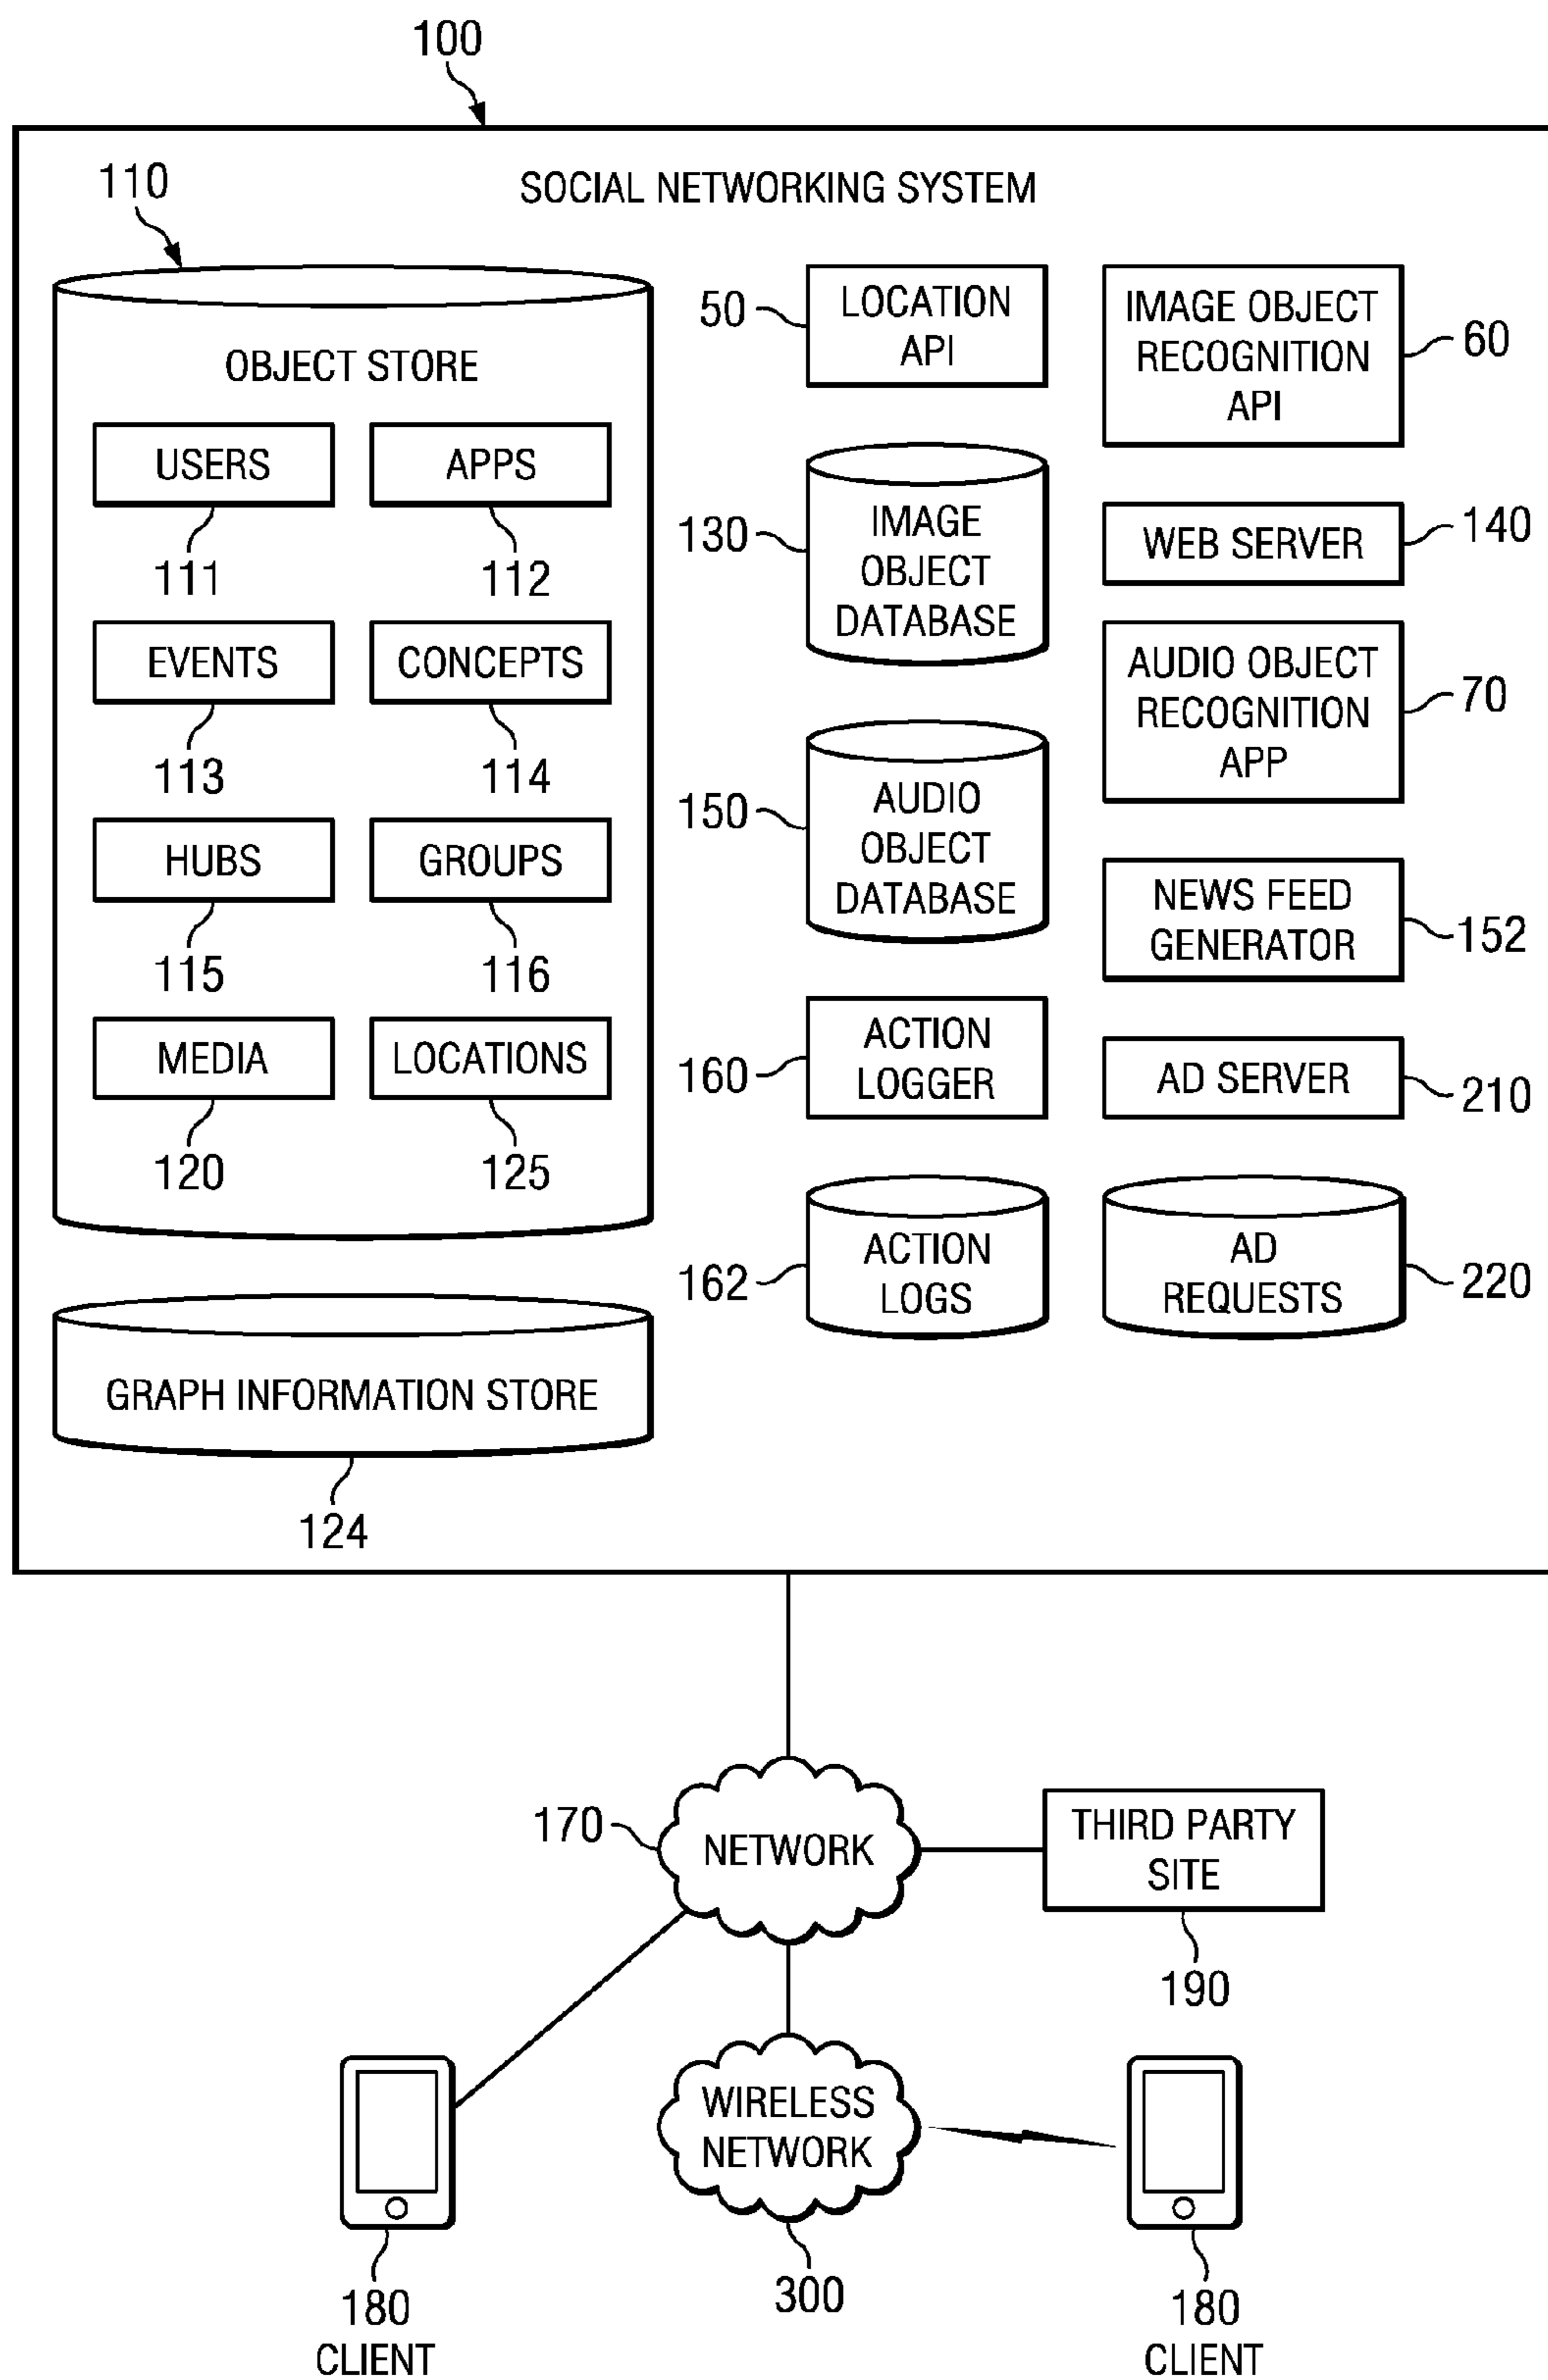 100
SOCIAL NETWORKING SYSTEM
110
OBJECT STORE
USERS
111
APPS
112
EVENTS
113
CONCEPTS
114
HUBS
115
GROUPS
116
MEDIA
120
LOCATIONS
125
GRAPH INFORMATION STORE
124
50
LOCATION
API
IMAGE OBJECT
RECOGNITION
API
60
130
IMAGE
OBJECT
DATABASE
WEB SERVER
140
AUDIO OBJECT
RECOGNITION
APP
70
150
AUDIO
OBJECT
DATABASE
NEWS FEED
GENERATOR
152
160
ACTION
LOGGER
AD SERVER
210
162
ACTION
LOGS
AD
REQUESTS
220
170
NETWORK
THIRD PARTY
SITE
190
WIRELESS
NETWORK
300
180
CLIENT
180
CLIENT